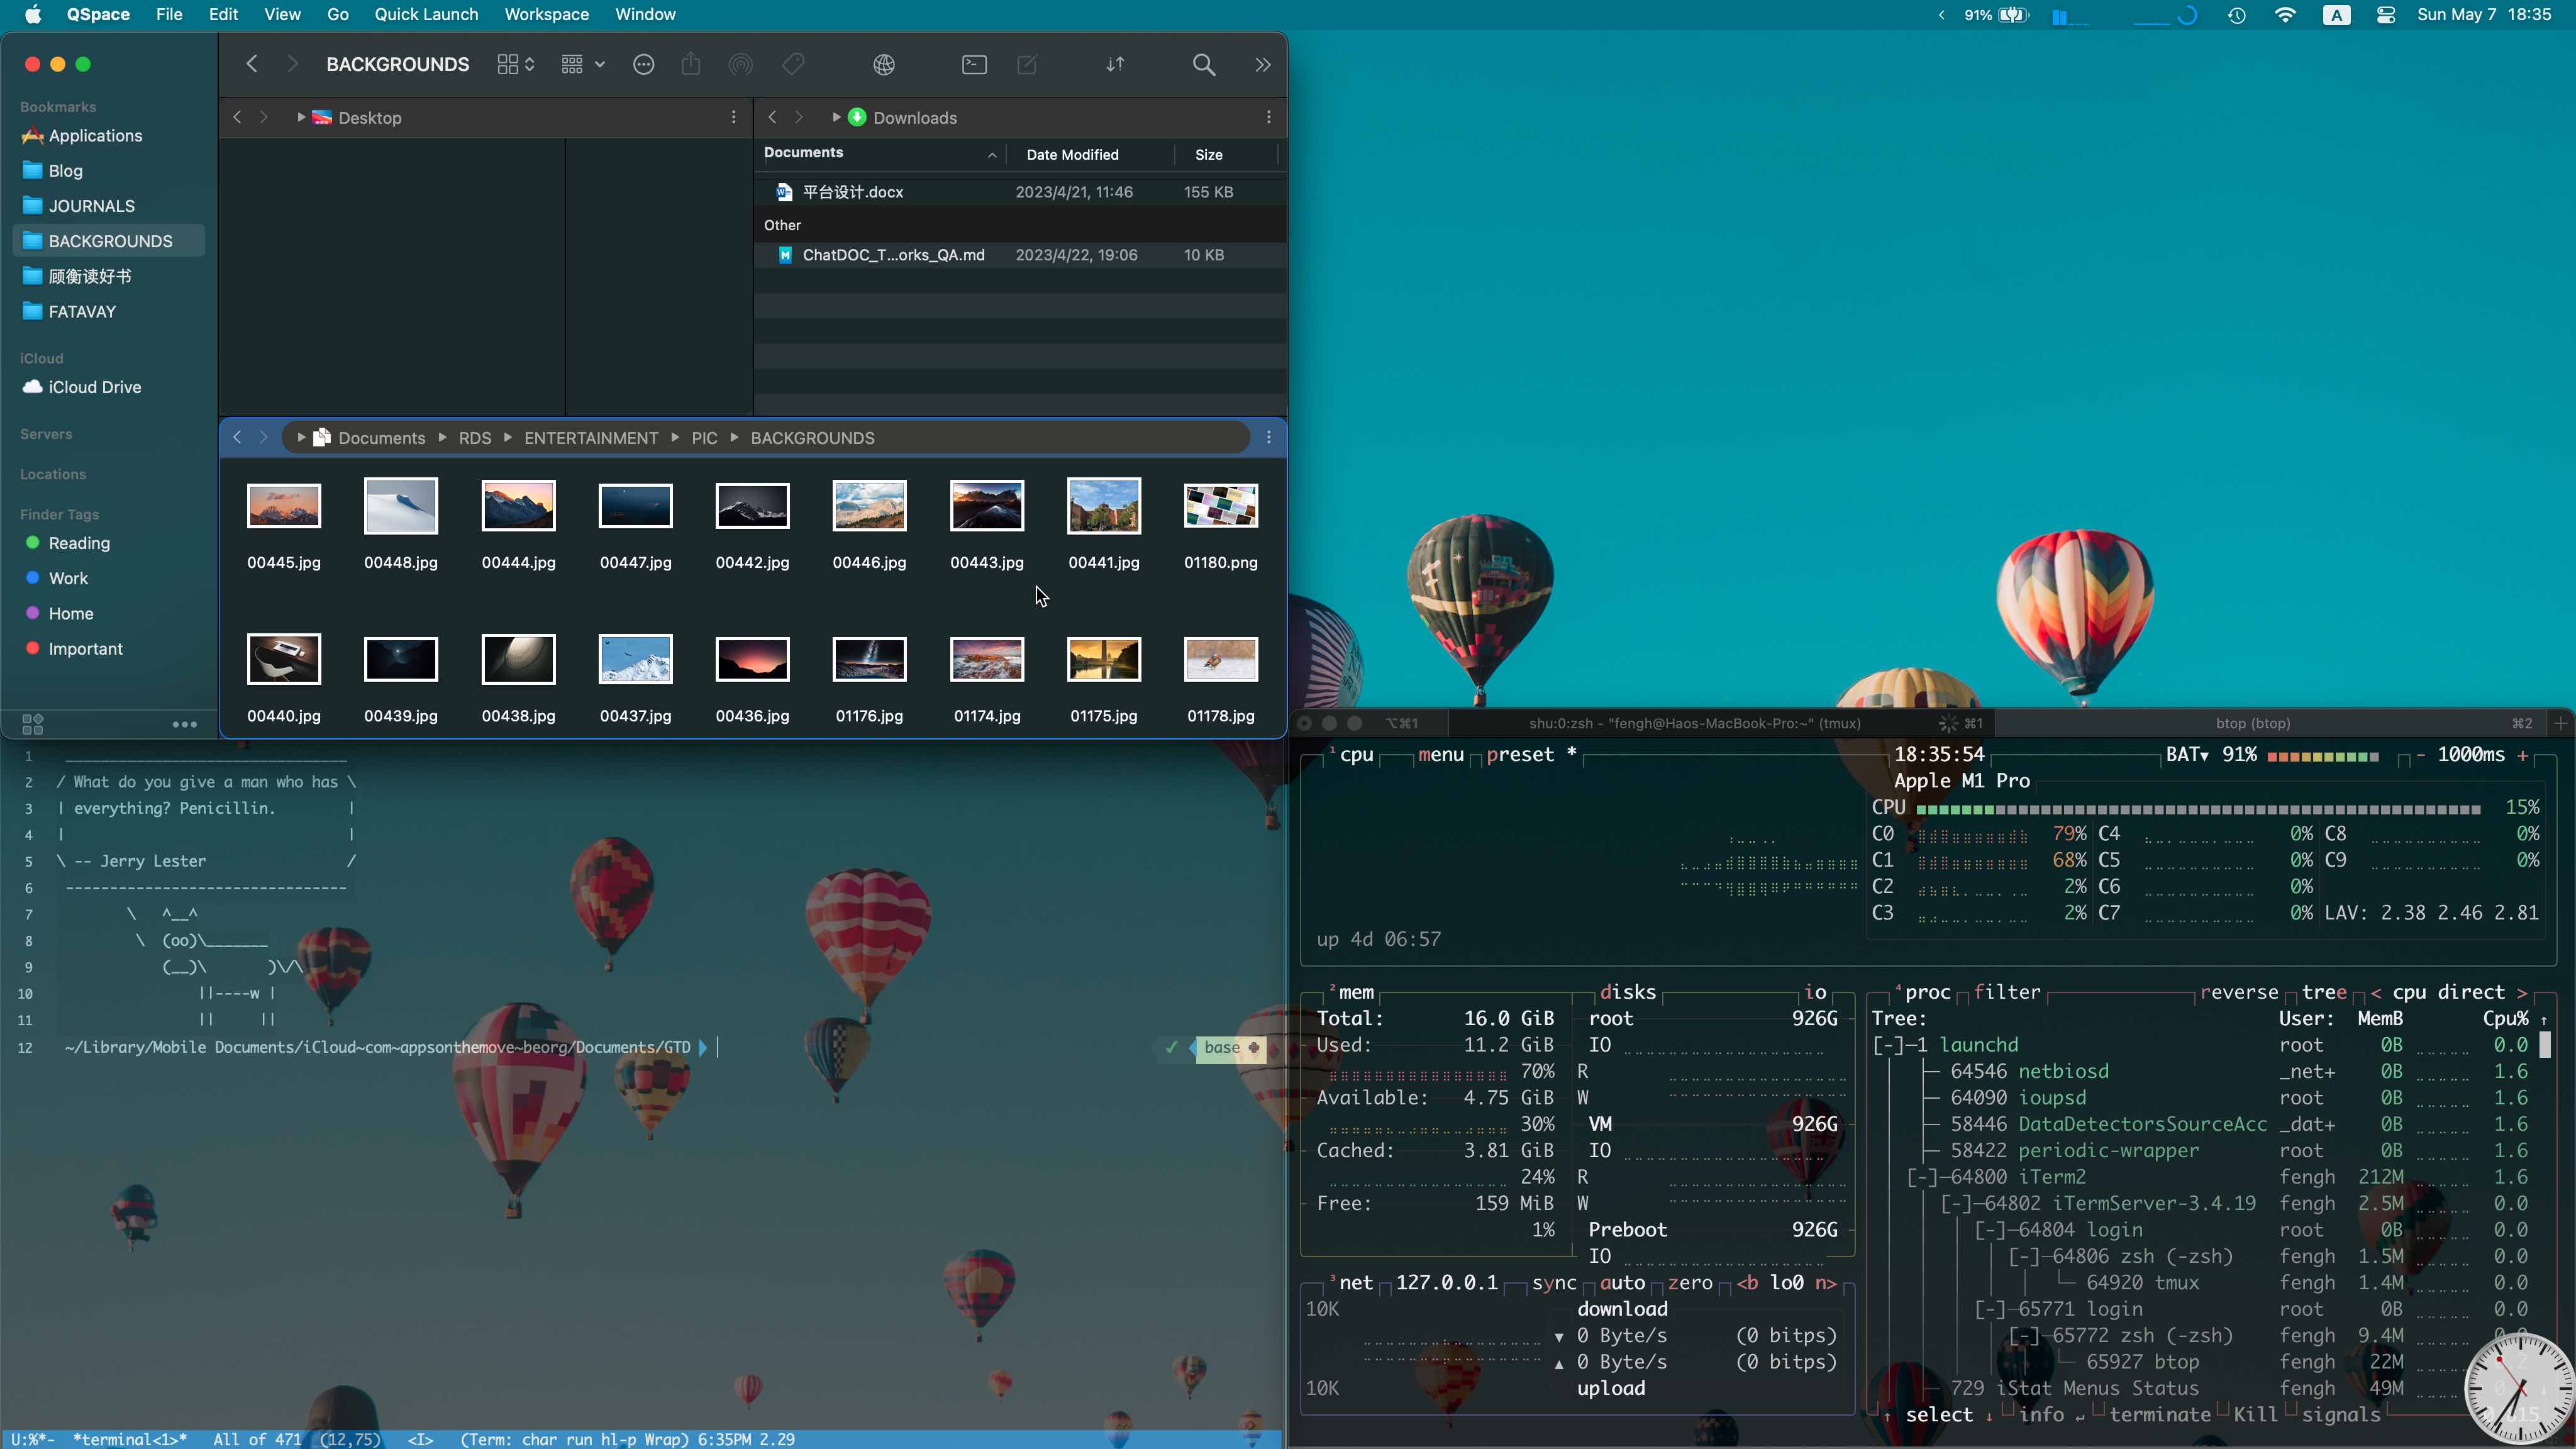 QSpace File Edit View Go Quick Launch Workspace Window
91% A Sun May 7 18:35
BACKGROUNDS
Bookmarks
Applications
Blog
JOURNALS
BACKGROUNDS
顾衡读好书
FATAVAY
iCloud
iCloud Drive
Servers
Locations
Finder Tags
Reading
Work
Home
Important
Desktop
Downloads
Documents Date Modified Size
平台设计.docx 2023/4/21, 11:46 155 KB
Other
ChatDOC_T...orks_QA.md 2023/4/22, 19:06 10 KB
Documents RDS ENTERTAINMENT PIC BACKGROUNDS
00445.jpg 00448.jpg 00444.jpg 00447.jpg 00442.jpg 00446.jpg 00443.jpg 00441.jpg 01180.png
00440.jpg 00439.jpg 00438.jpg 00437.jpg 00436.jpg 01176.jpg 01174.jpg 01175.jpg 01178.jpg
1 ________________________________
2 / What do you give a man who has \
3 | everything? Penicillin. |
4 | |
5 \ -- Jerry Lester /
6 --------------------------------
7 \ ^__^
8 \ (oo)\_______
9 (__)\ )\/\
10 ||----w |
11 || ||
12 ~/Library/Mobile Documents/iCloud~com~appsonthemove~beorg/Documents/GTD ✓ base
U:%*- *terminal<1>* All of 471 (12,75) <I> (Term: char run hl-p Wrap) 6:35PM 2.29
⌥⌘1 shu:0:zsh - "fengh@Haos-MacBook-Pro:~" (tmux) ⌘1 btop (btop) ⌘2
¹cpu menu preset * 18:35:54 BAT▾ 91% - 1000ms +
Apple M1 Pro
CPU 15%
C0 79% C4 0% C8 0%
C1 68% C5 0% C9 0%
C2 2% C6 0%
C3 2% C7 0% LAV: 2.38 2.46 2.81
up 4d 06:57
²mem disks io
Total: 16.0 GiB root 926G
Used: 11.2 GiB IO
70% R
Available: 4.75 GiB W
30% VM 926G
Cached: 3.81 GiB IO
24% R
Free: 159 MiB W
1% Preboot 926G
IO
³net 127.0.0.1 sync auto zero <b lo0 n>
10K download
▼ 0 Byte/s (0 bitps)
▲ 0 Byte/s (0 bitps)
10K upload
⁴proc filter reverse tree < cpu direct >
Tree: User: MemB Cpu% ↑
[-]─1 launchd root 0B 0.0
├─ 64546 netbiosd _net+ 0B 1.6
├─ 64090 ioupsd root 0B 1.6
├─ 58446 DataDetectorsSourceAcc _dat+ 0B 1.6
├─ 58422 periodic-wrapper root 0B 1.6
[-]─64800 iTerm2 fengh 212M 1.6
[-]─64802 iTermServer-3.4.19 fengh 2.5M 0.0
[-]─64804 login root 0B 0.0
[-]─64806 zsh (-zsh) fengh 1.5M 0.0
└─ 64920 tmux fengh 1.4M 0.0
[-]─65771 login root 0B 0.0
[-]─65772 zsh (-zsh) fengh 9.4M
└─ 65927 btop fengh 22M
├─ 729 iStat Menus Status fengh 49M
↑ select ↓ info ↵ terminate Kill signals